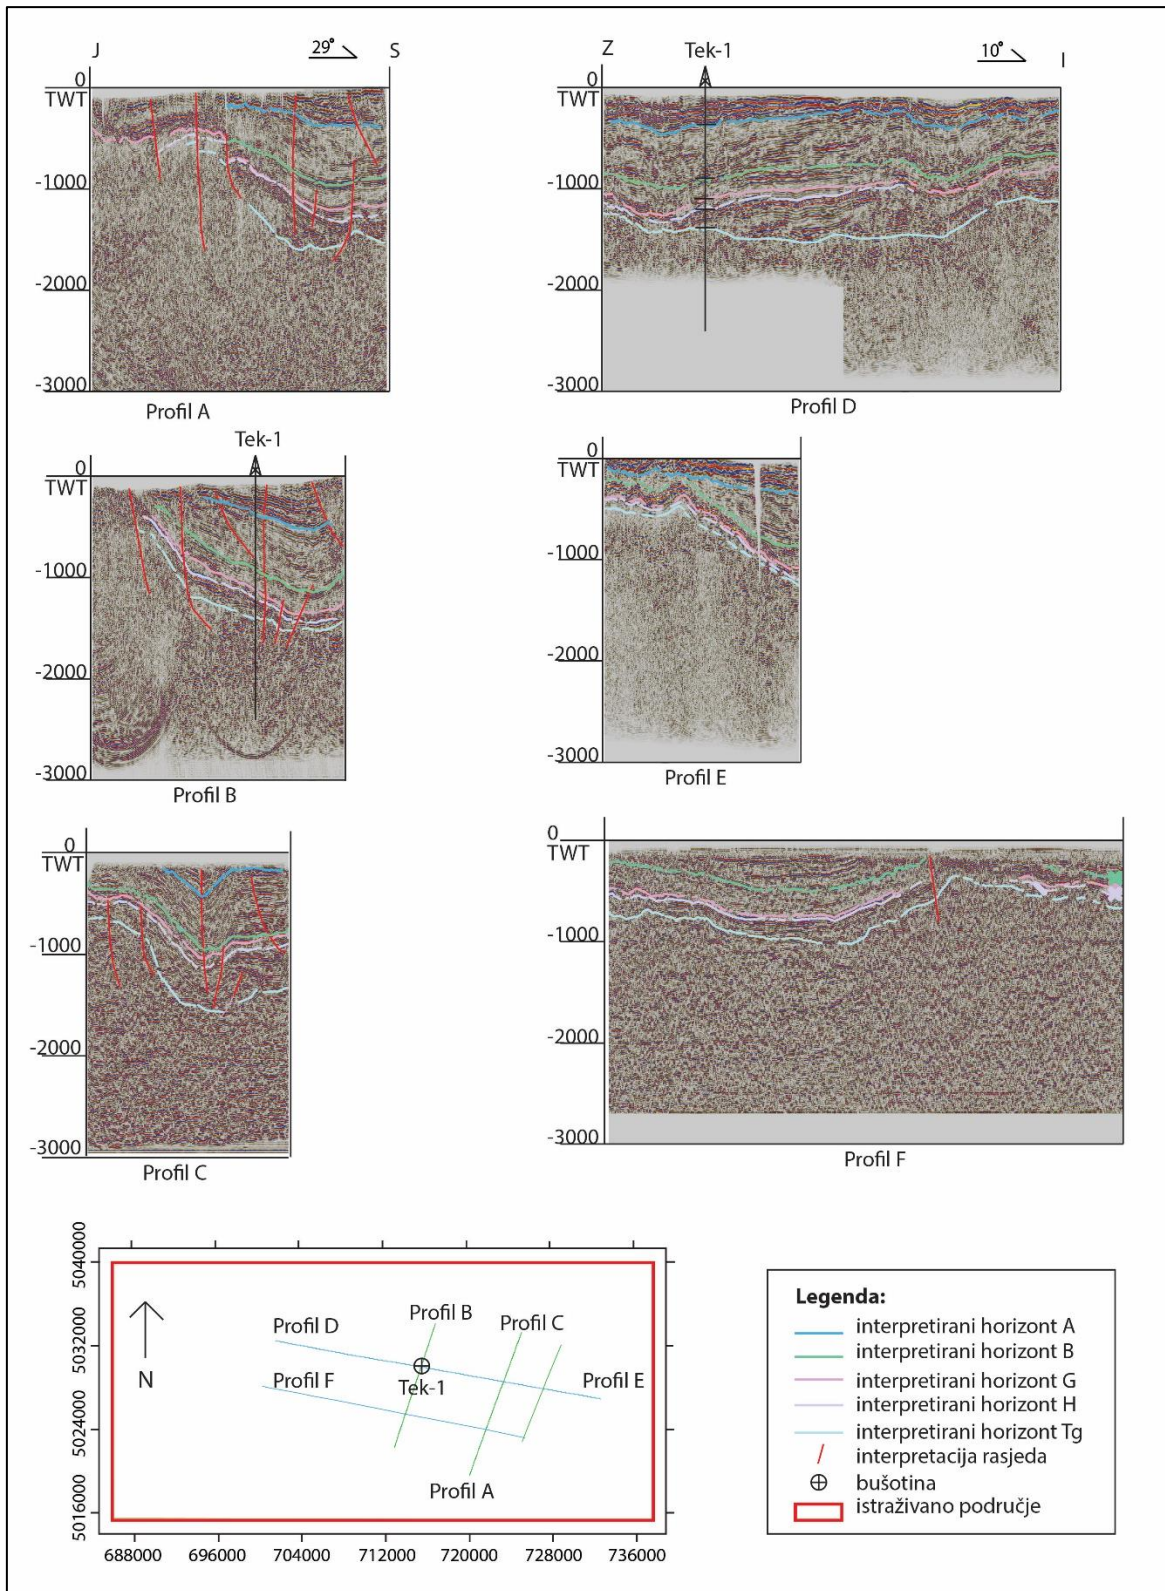 J 29° S
0
TWT
-1000
-2000
-3000
Profil A
Z Tek-1 10° I
0
TWT
-1000
-2000
-3000
Profil D
Tek-1
0
TWT
-1000
-2000
-3000
Profil B
0
TWT
-1000
-2000
-3000
Profil E
0
TWT
-1000
-2000
-3000
Profil C
0
TWT
-1000
-2000
-3000
Profil F
5040000
5032000
5024000
5016000
N
Profil D
Profil B
Profil C
Profil F
Tek-1
Profil E
Profil A
688000 696000 704000 712000 720000 728000 736000
Legenda:
interpretirani horizont A
interpretirani horizont B
interpretirani horizont G
interpretirani horizont H
interpretirani horizont Tg
interpretacija rasjeda
bušotina
istraživano područje